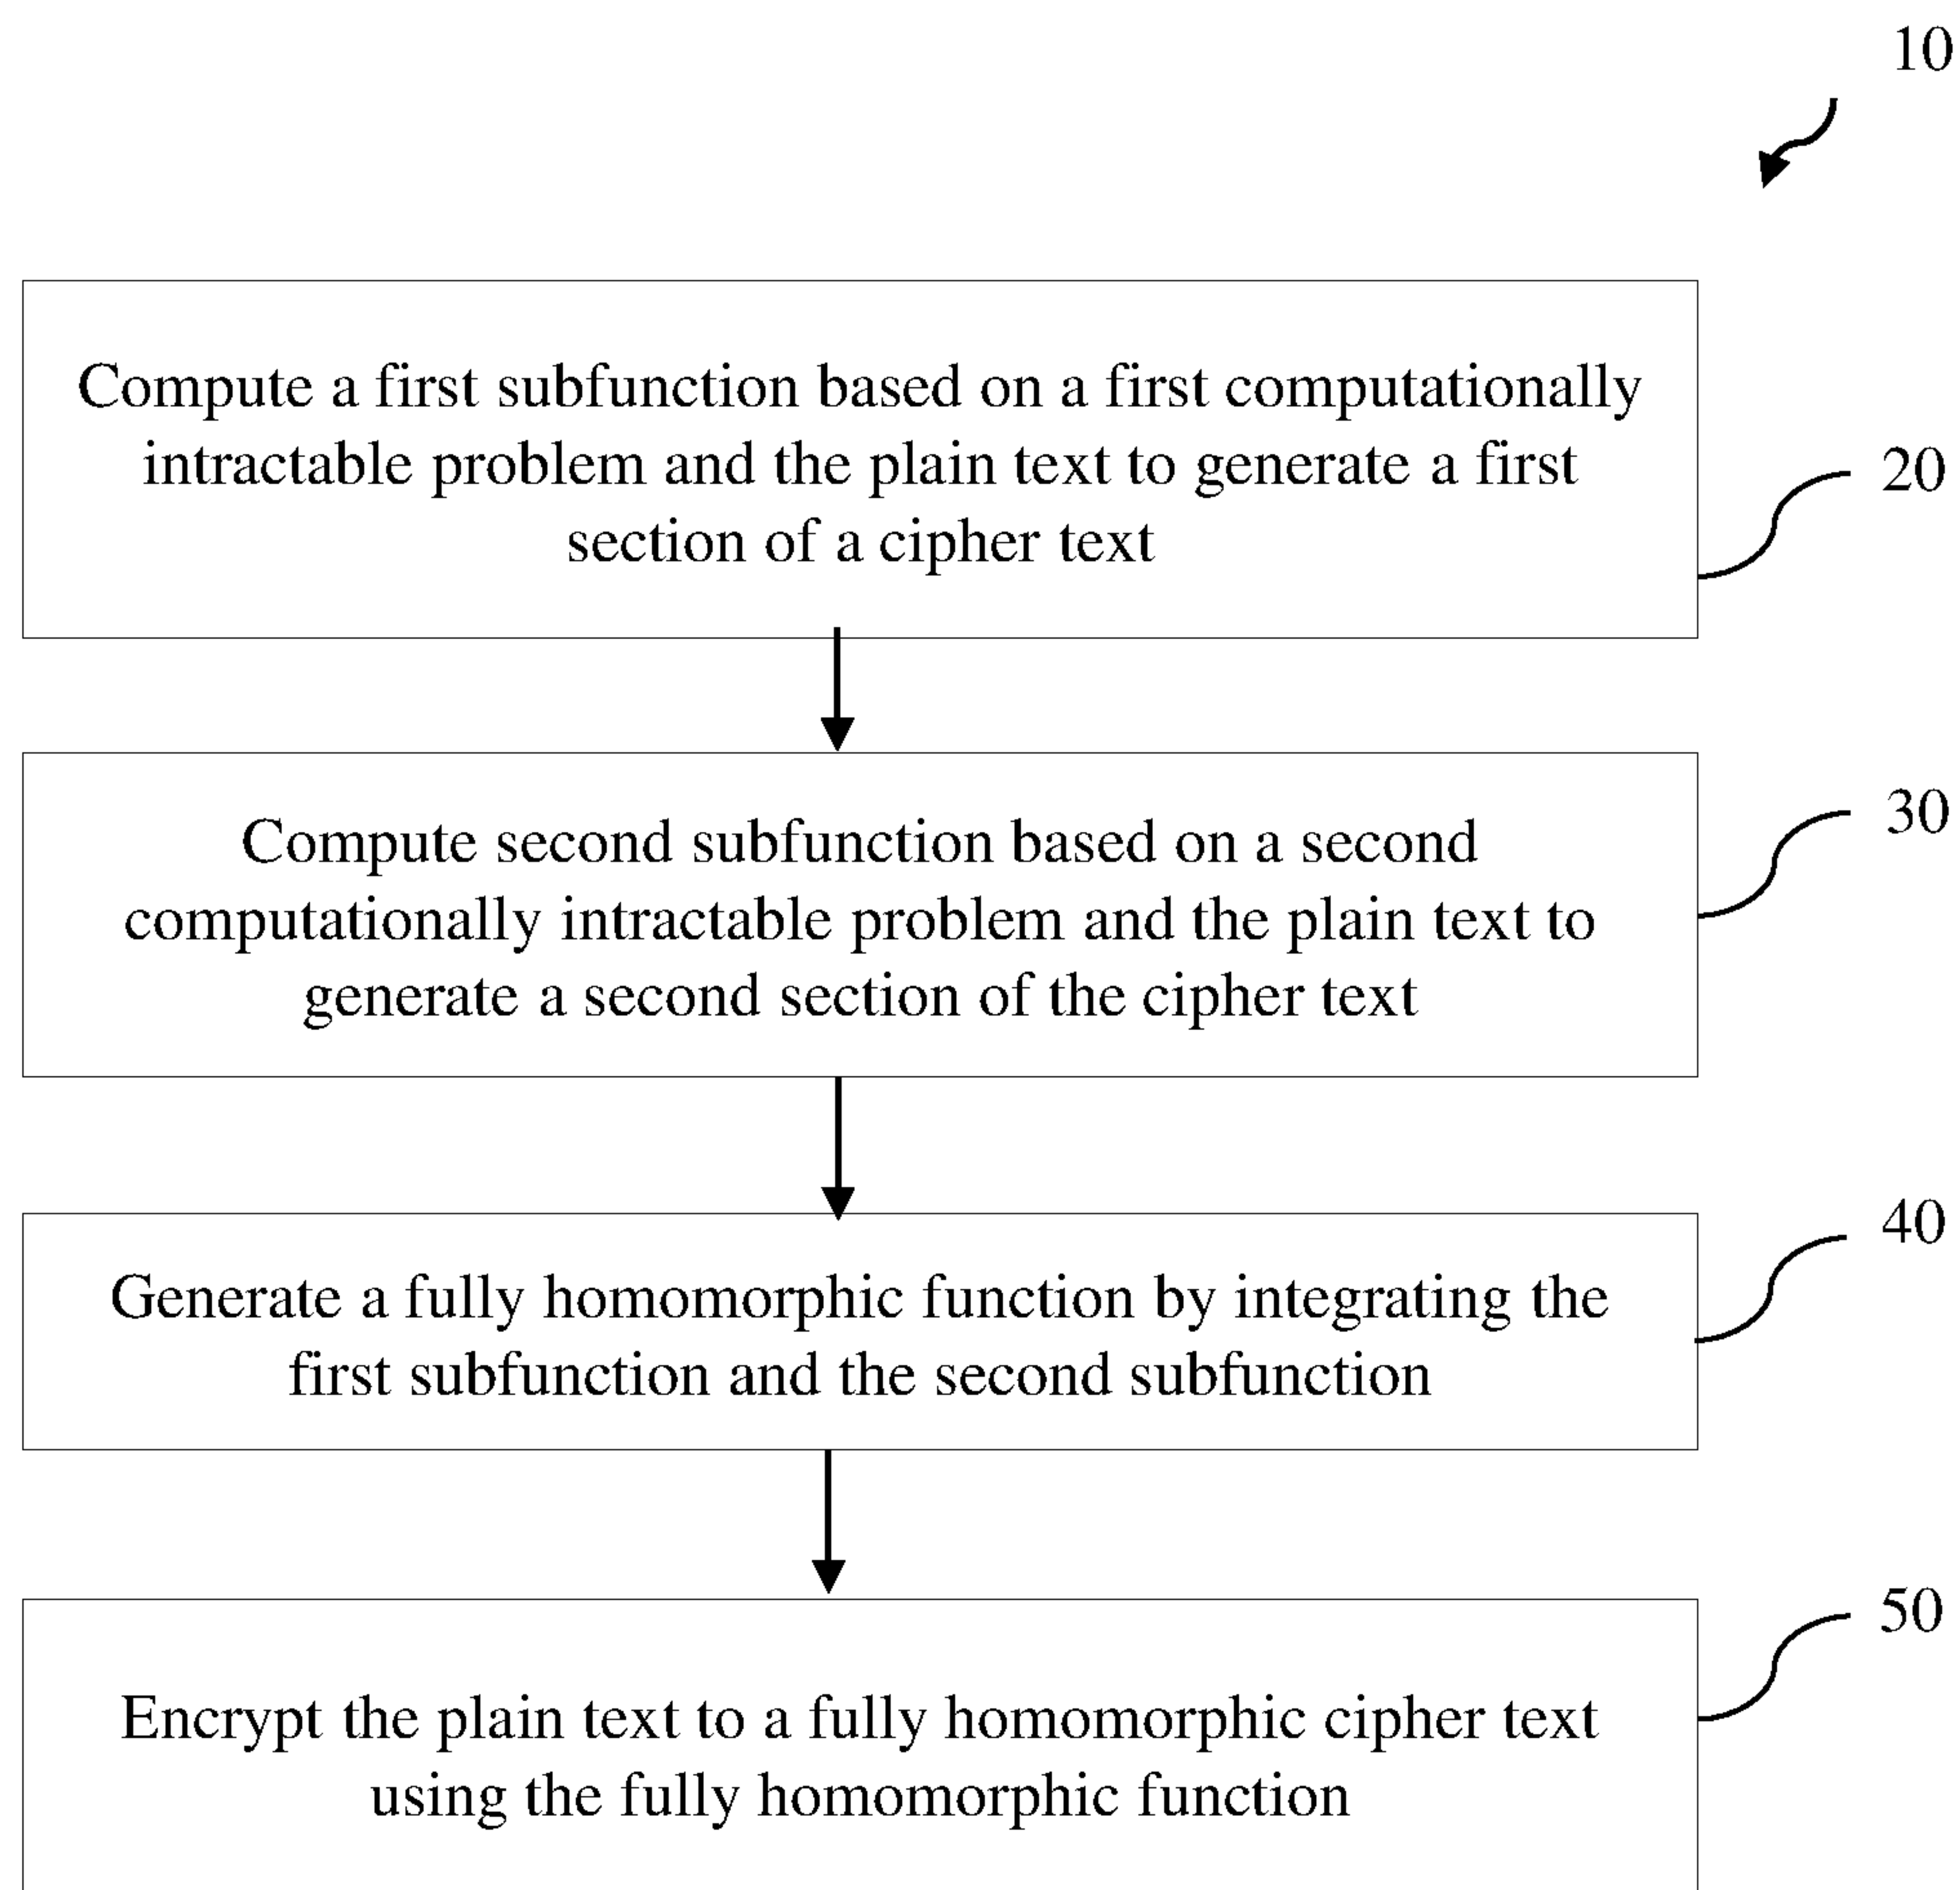 10
Compute a first subfunction based on a first computationally
intractable problem and the plain text to generate a first
section of a cipher text
20
Compute second subfunction based on a second
computationally intractable problem and the plain text to
generate a second section of the cipher text
30
Generate a fully homomorphic function by integrating the
first subfunction and the second subfunction
40
Encrypt the plain text to a fully homomorphic cipher text
using the fully homomorphic function
50